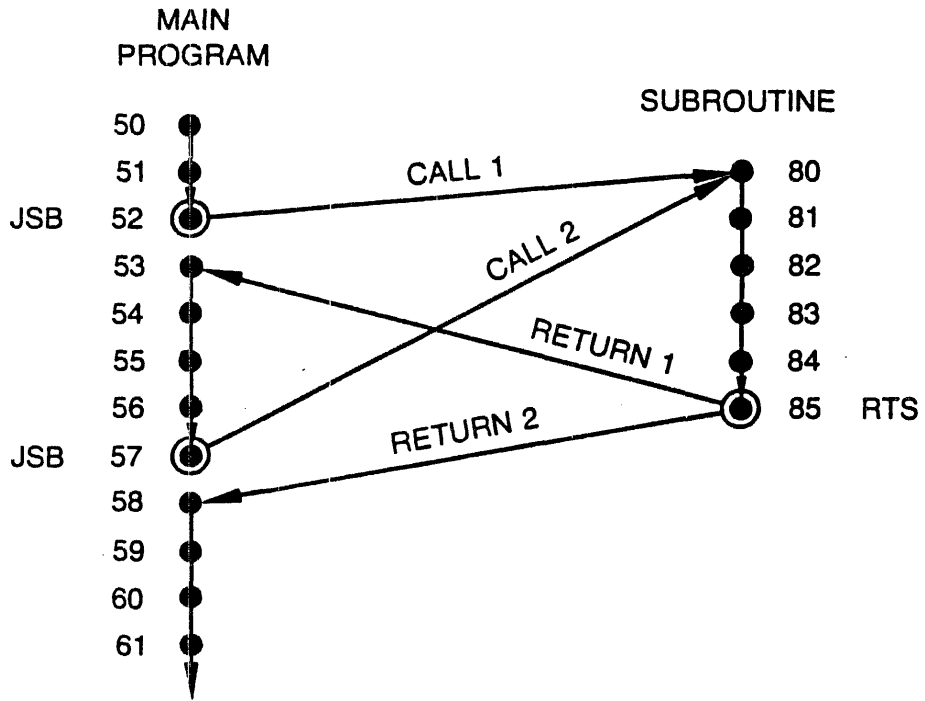 MAIN
PROGRAM
SUBROUTINE
50
51
CALL 1
80
JSB 52
81
53
CALL 2
82
54
RETURN 1
83
55
84
56
RETURN 2
85 RTS
JSB 57
58
59
60
61